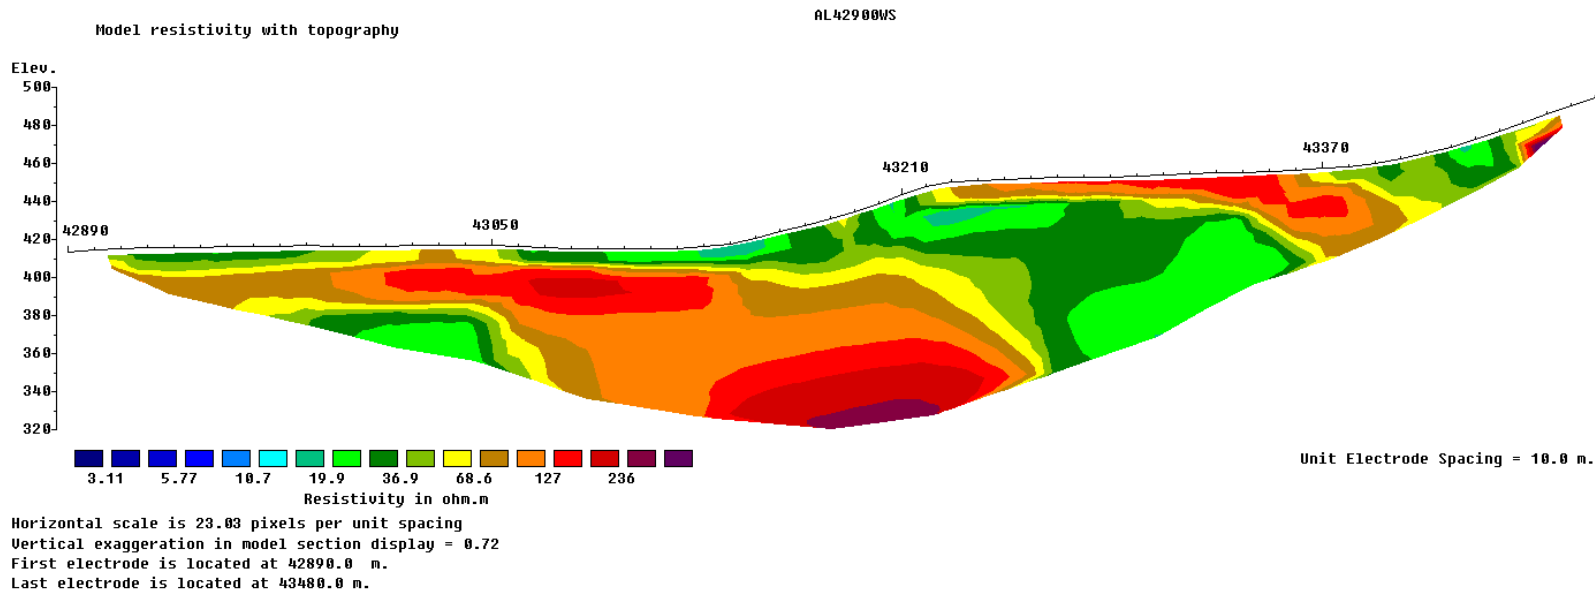 AL42900WS
Model resistivity with topography
Elev.
500
480
460
440
420
400
380
360
340
320
42890
43050
43210
43370
3.11 5.77 10.7 19.9 36.9 68.6 127 236
Resistivity in ohm.m
Unit Electrode Spacing = 10.0 m.
Horizontal scale is 23.03 pixels per unit spacing
Vertical exaggeration in model section display = 0.72
First electrode is located at 42890.0 m.
Last electrode is located at 43480.0 m.